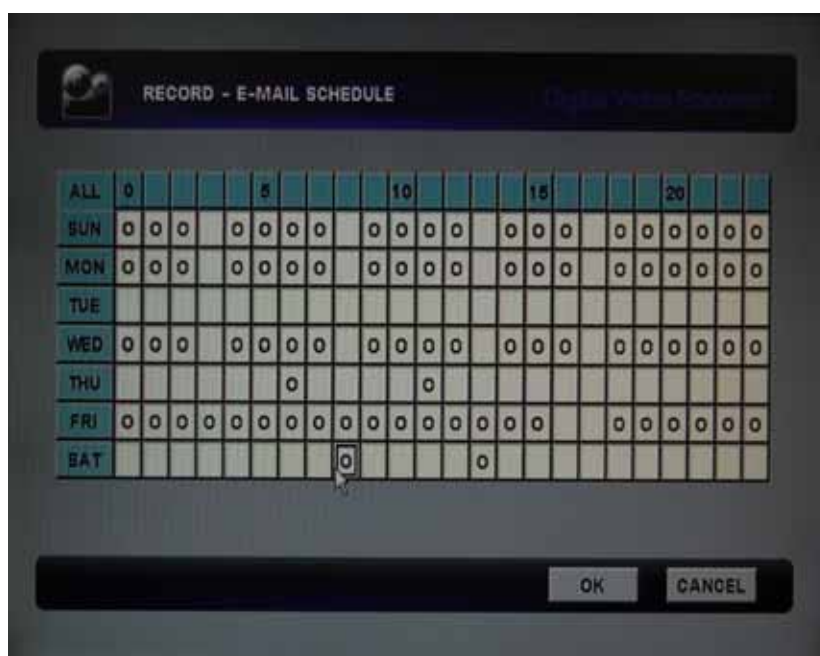 RECORD - E-MAIL SCHEDULE
ALL 0 5 10 15 20
SUN O O O O O O O O O O O O O O O O O O O O
MON O O O O O O O O O O O O O O O O O O O O
TUE
WED O O O O O O O O O O O O O O O O O O O O
THU O O
FRI O O O O O O O O O O O O O O O O O O O O O O
SAT O O
OK CANCEL